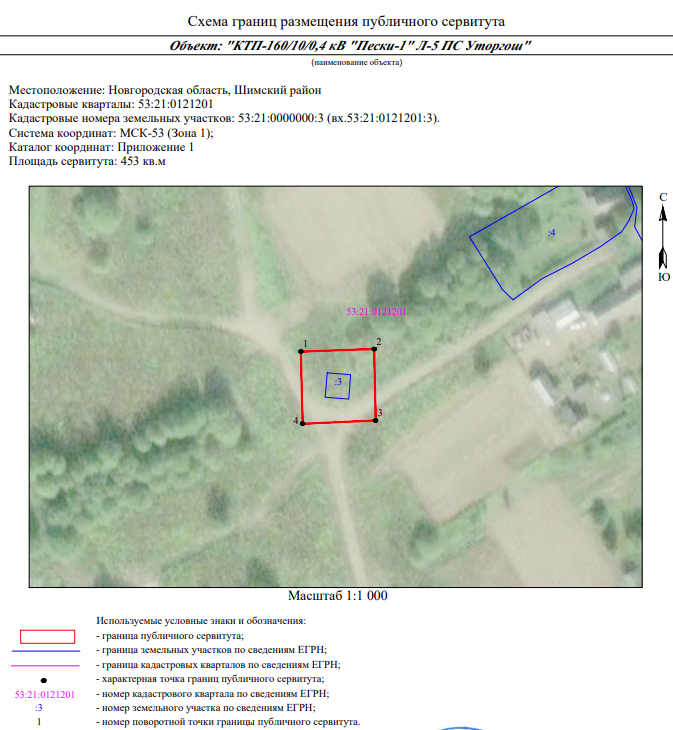 Схема границ размещения публичного сервитута
Объект: "КТП-160/10/0,4 кВ "Пески-1" Л-5 ПС Уторгош"
(наименование объекта)
Местоположение: Новгородская область, Шимский район
Кадастровые кварталы: 53:21:0121201
Кадастровые номера земельных участков: 53:21:0000000:3 (вх.53:21:0121201:3).
Система координат: МСК-53 (Зона 1);
Каталог координат: Приложение 1
Площадь сервитута: 453 кв.м
С
:4
Ю
53:21:0121201
1
2
:3
4
3
Масштаб 1:1 000
Используемые условные знаки и обозначения:
- граница публичного сервитута;
- граница земельных участков по сведениям ЕГРН;
- граница кадастровых кварталов по сведениям ЕГРН;
- характерная точка границ публичного сервитута;
53:21:0121201 - номер кадастрового квартала по сведениям ЕГРН;
:3 - номер земельного участка по сведениям ЕГРН;
1 - номер поворотной точки границы публичного сервитута.